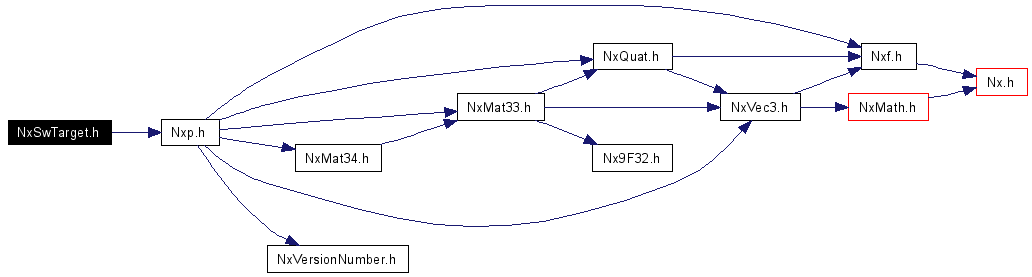 NxSwTarget.h
Nxp.h
NxMat34.h
NxVersionNumber.h
NxMat33.h
NxQuat.h
Nx9F32.h
NxVec3.h
Nxf.h
NxMath.h
Nx.h